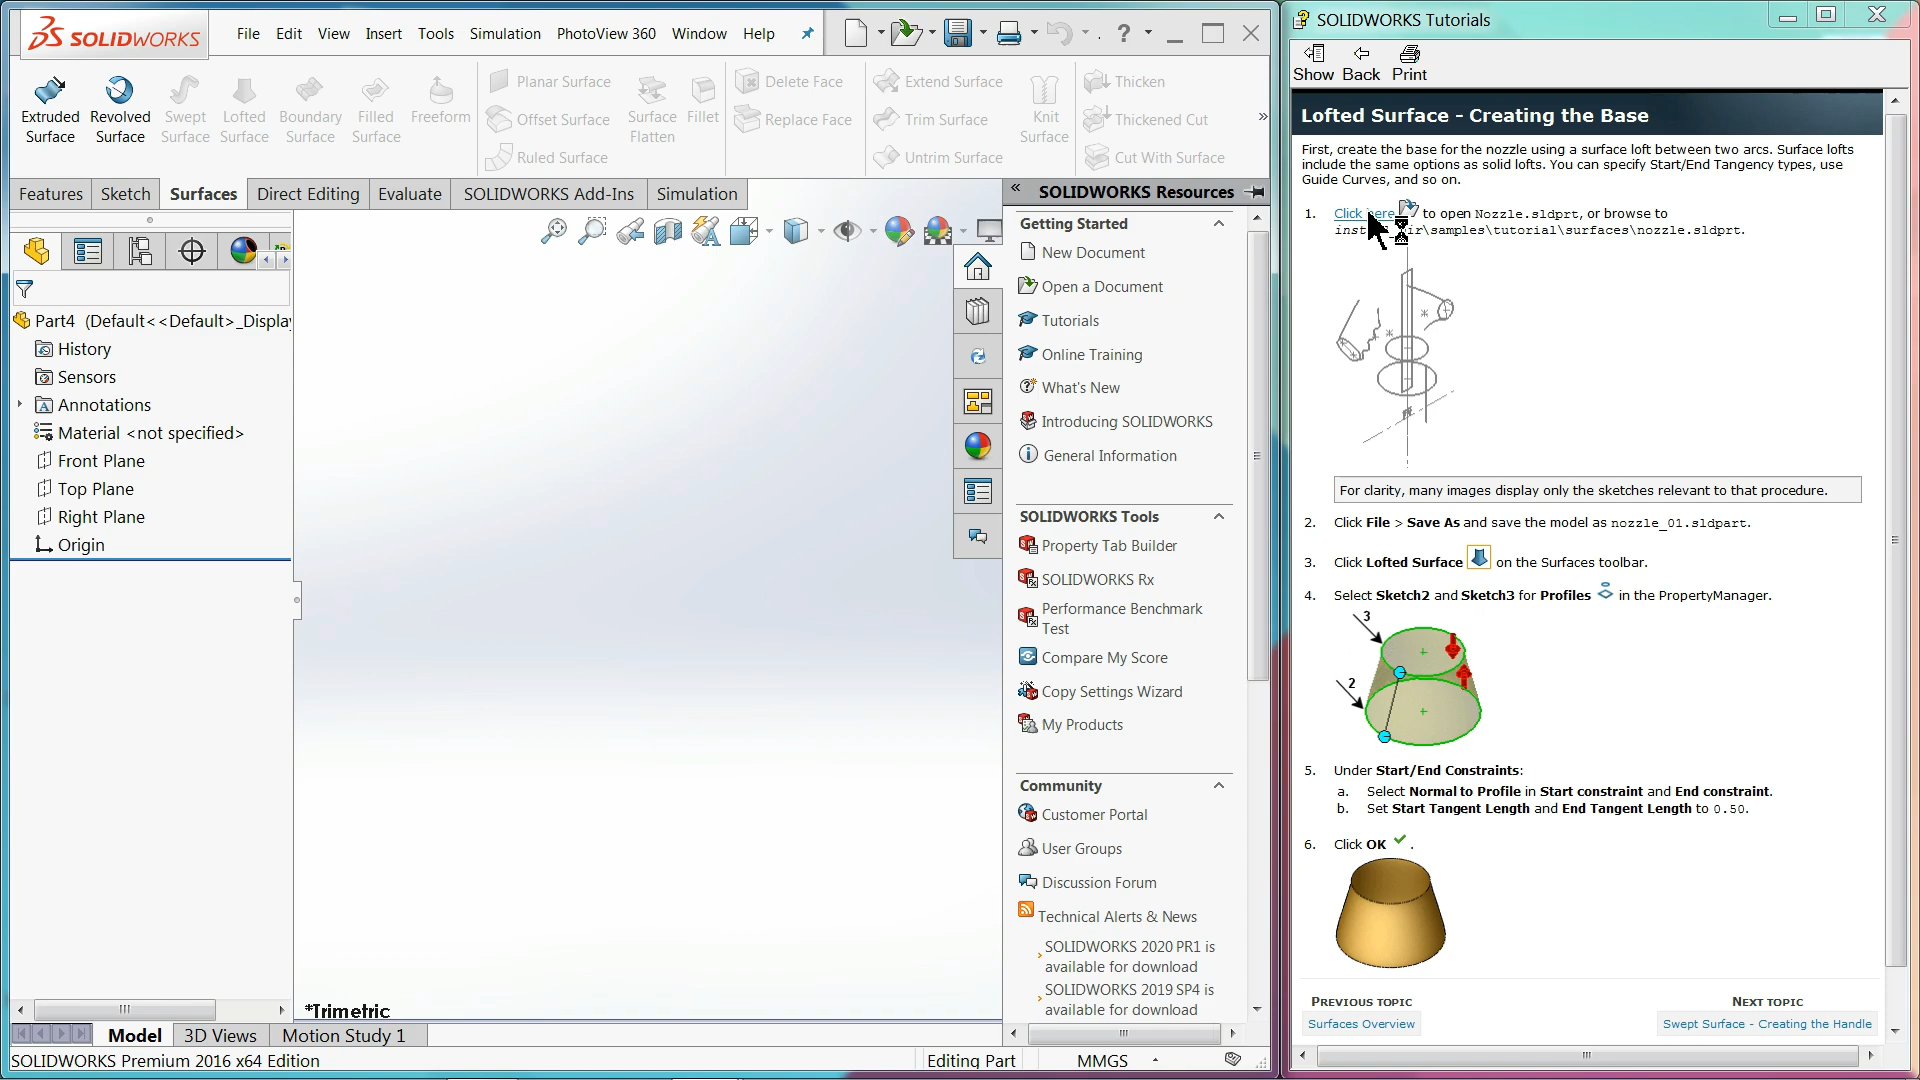 SOLIDWORKS
File Edit View Insert Tools Simulation PhotoView 360 Window Help
Extruded Surface
Revolved Surface
Swept Surface
Lofted Surface
Boundary Surface
Filled Surface
Freeform
Planar Surface
Offset Surface
Ruled Surface
Surface Flatten
Fillet
Delete Face
Replace Face
Extend Surface
Trim Surface
Untrim Surface
Knit Surface
Thicken
Thickened Cut
Cut With Surface
Features Sketch Surfaces Direct Editing Evaluate SOLIDWORKS Add-Ins Simulation
Part4 (Default<<Default>_Displa
History
Sensors
Annotations
Material <not specified>
Front Plane
Top Plane
Right Plane
Origin
*Trimetric
Model 3D Views Motion Study 1
SOLIDWORKS Premium 2016 x64 Edition
Editing Part
MMGS
SOLIDWORKS Resources
Getting Started
New Document
Open a Document
Tutorials
Online Training
What's New
Introducing SOLIDWORKS
General Information
SOLIDWORKS Tools
Property Tab Builder
SOLIDWORKS Rx
Performance Benchmark
Test
Compare My Score
Copy Settings Wizard
My Products
Community
Customer Portal
User Groups
Discussion Forum
Technical Alerts & News
SOLIDWORKS 2020 PR1 is
available for download
SOLIDWORKS 2019 SP4 is
available for download
SOLIDWORKS Tutorials
Show Back Print
Lofted Surface - Creating the Base
First, create the base for the nozzle using a surface loft between two arcs. Surface lofts
include the same options as solid lofts. You can specify Start/End Tangency types, use
Guide Curves, and so on.
1. Click here to open Nozzle.sldprt, or browse to
inst ir\samples\tutorial\surfaces\nozzle.sldprt.
For clarity, many images display only the sketches relevant to that procedure.
2. Click File > Save As and save the model as nozzle_01.sldpart.
3. Click Lofted Surface on the Surfaces toolbar.
4. Select Sketch2 and Sketch3 for Profiles in the PropertyManager.
3
2
5. Under Start/End Constraints:
a. Select Normal to Profile in Start constraint and End constraint.
b. Set Start Tangent Length and End Tangent Length to 0.50.
6. Click OK .
PREVIOUS TOPIC
Surfaces Overview
NEXT TOPIC
Swept Surface - Creating the Handle